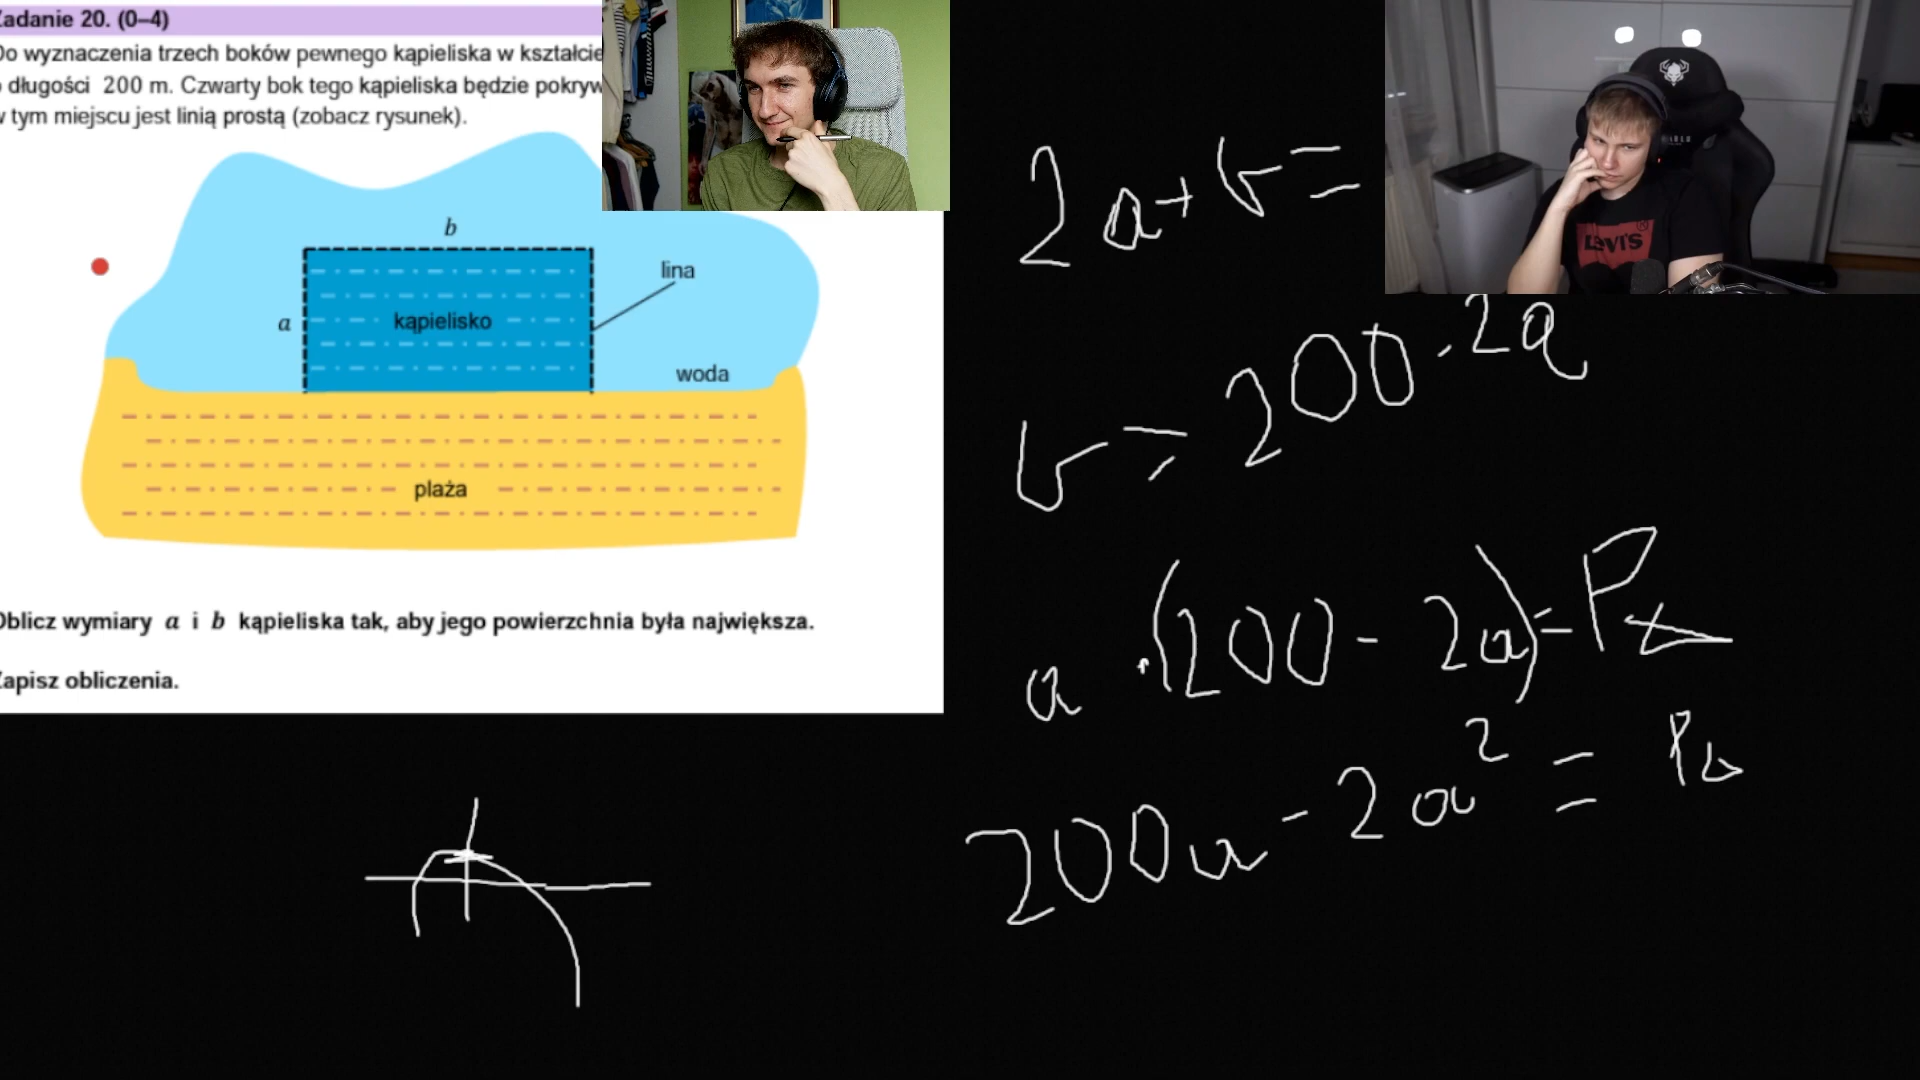 Zadanie 20. (0–4)
Do wyznaczenia trzech boków pewnego kąpieliska w kształcie
o długości 200 m. Czwarty bok tego kąpieliska będzie pokryw
w tym miejscu jest linią prostą (zobacz rysunek).
b
lina
a
kąpielisko
woda
plaża
Oblicz wymiary a i b kąpieliska tak, aby jego powierzchnia była największa.
Zapisz obliczenia.
2a+b=
b=200-2a
a·(200-2a)=P
200a-2a²=P
LEVI'S